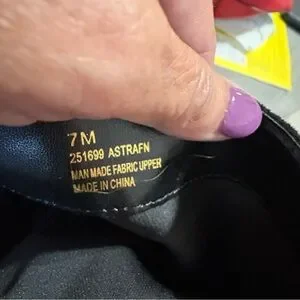 7M
251699 ASTRAFN
MAN MADE FABRIC UPPER
MADE IN CHINA